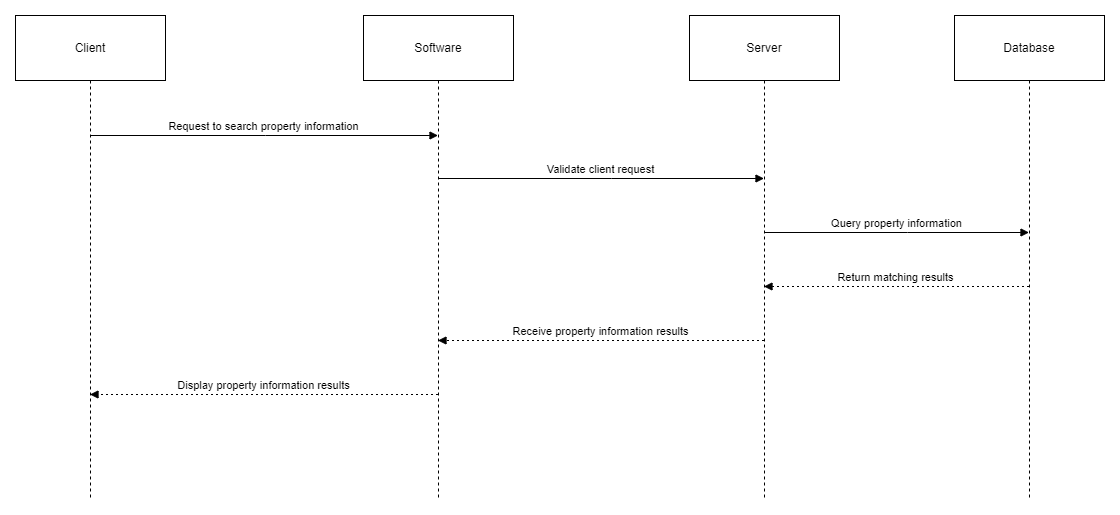 Client
Software
Server
Database
Request to search property information
Validate client request
Query property information
Return matching results
Receive property information results
Display property information results